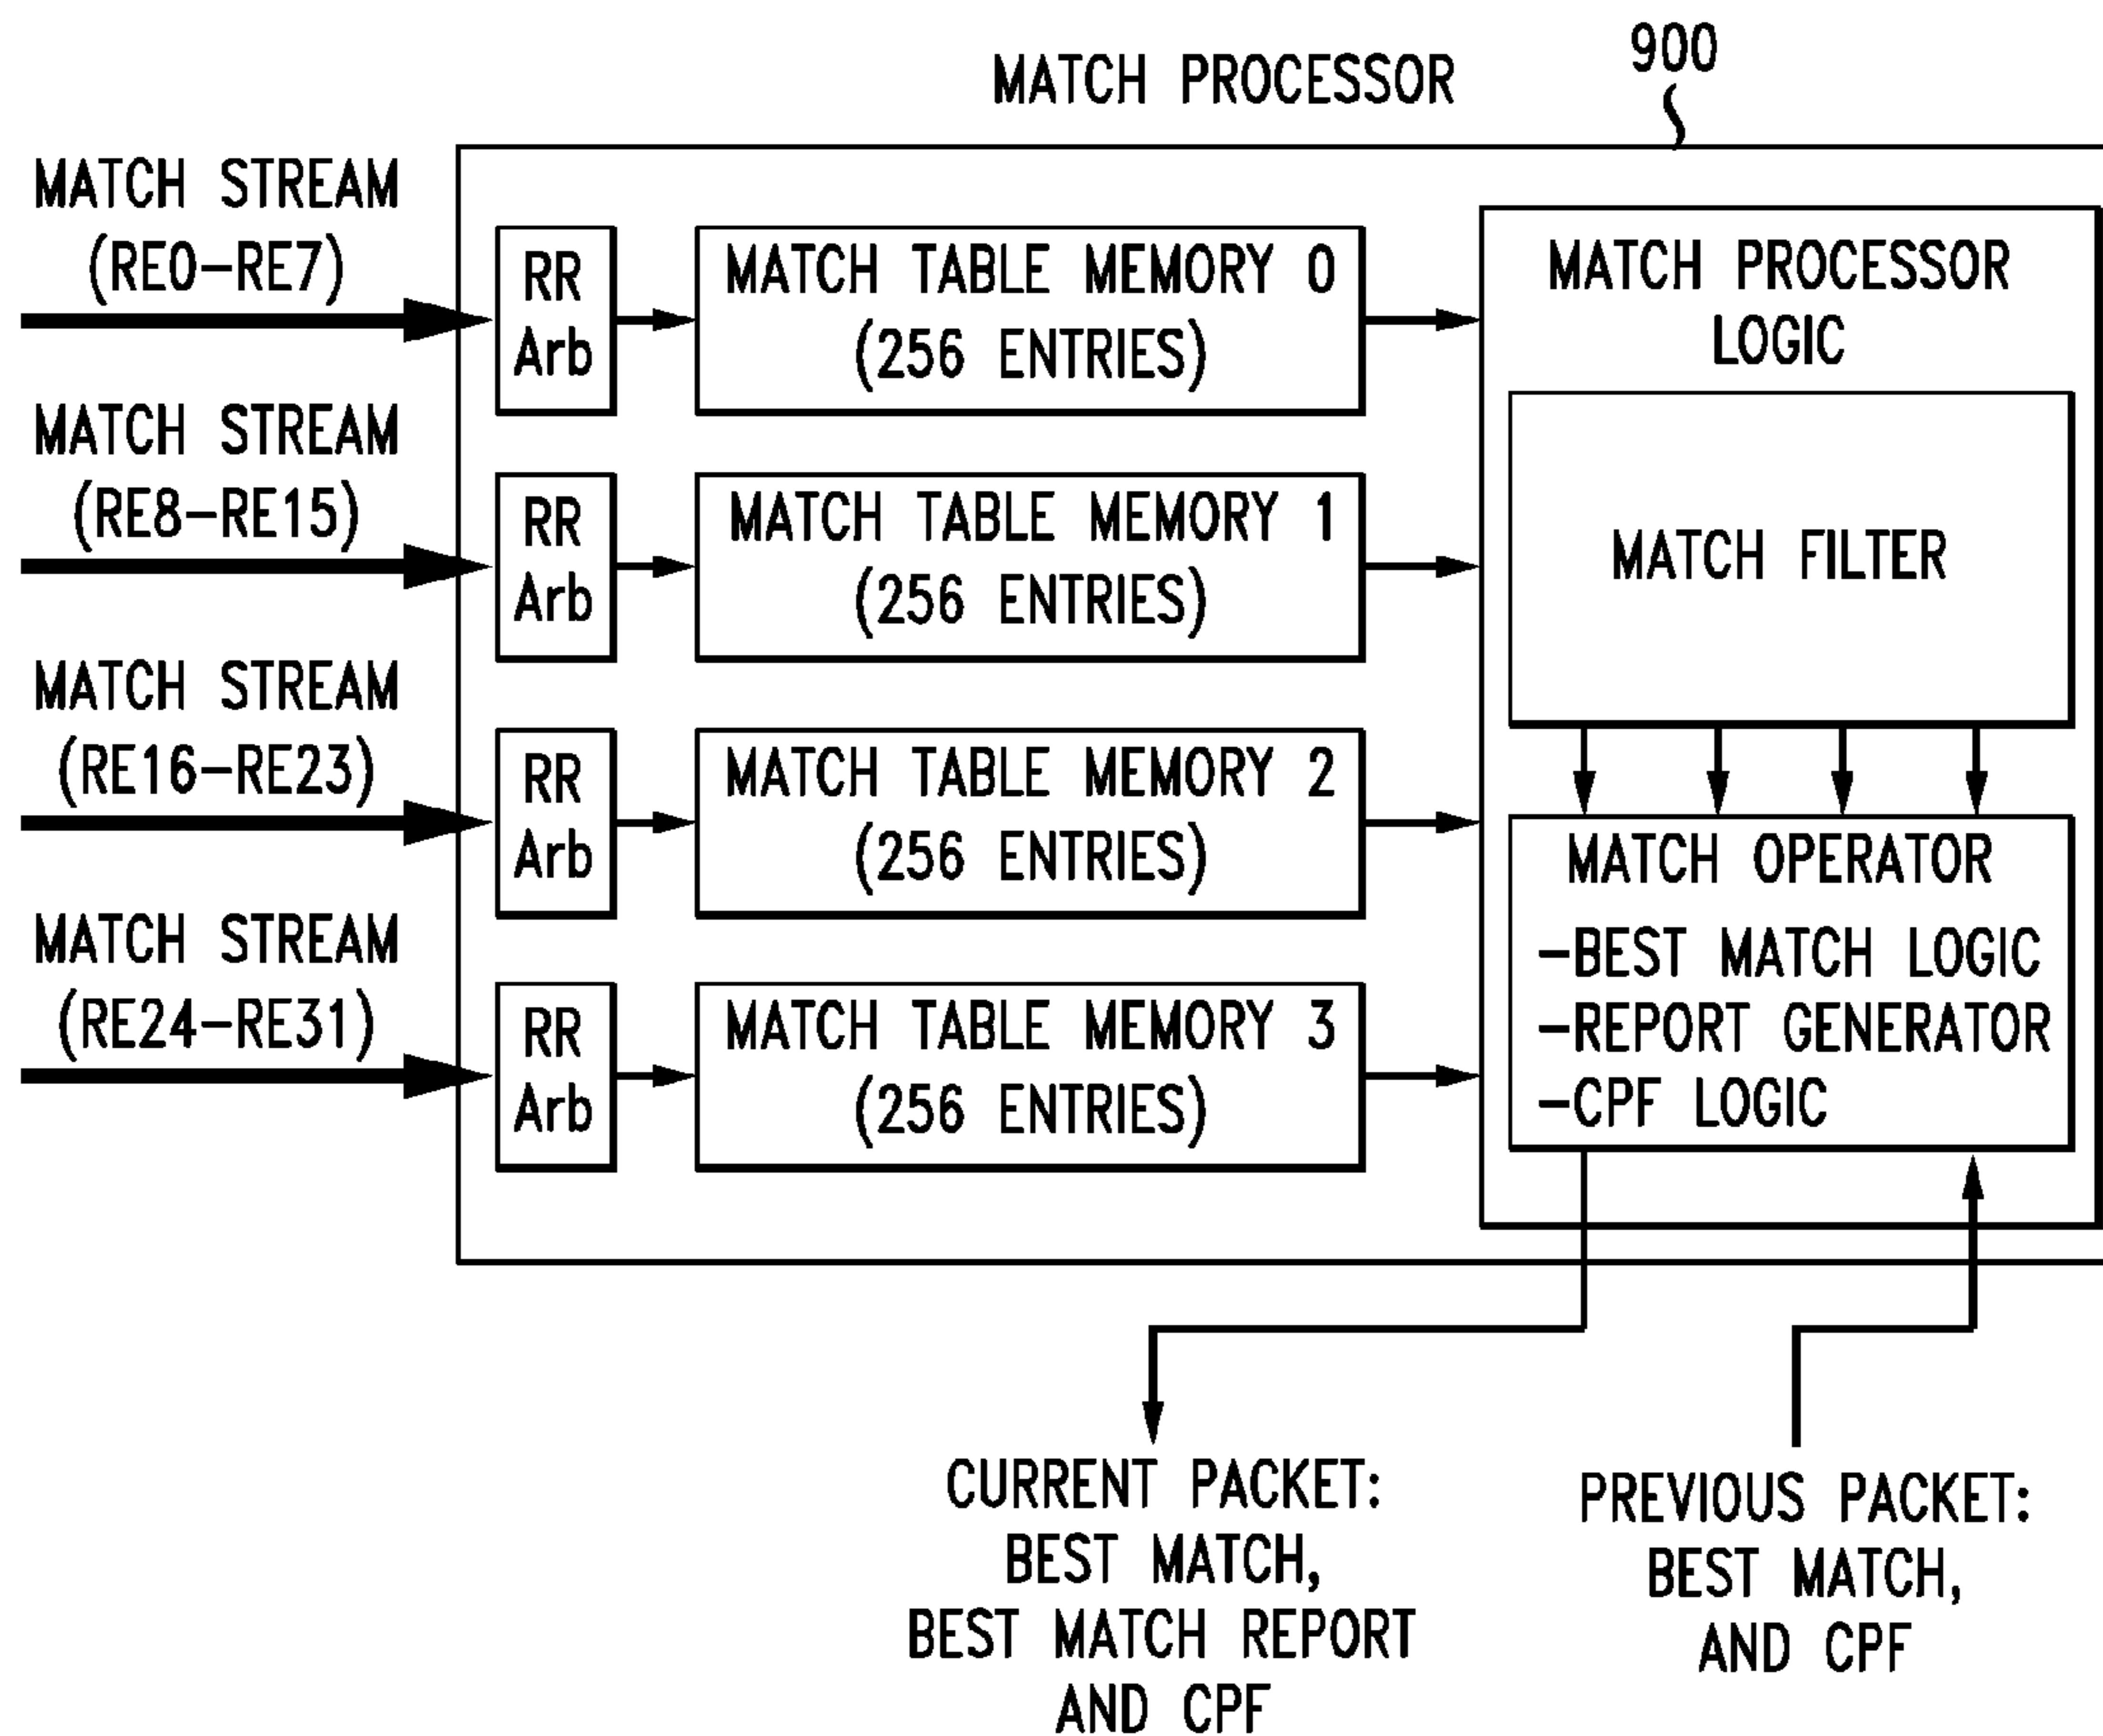 MATCH PROCESSOR
900
MATCH STREAM
(RE0-RE7)
RR
Arb
MATCH TABLE MEMORY 0
(256 ENTRIES)
MATCH STREAM
(RE8-RE15)
RR
Arb
MATCH TABLE MEMORY 1
(256 ENTRIES)
MATCH STREAM
(RE16-RE23)
RR
Arb
MATCH TABLE MEMORY 2
(256 ENTRIES)
MATCH STREAM
(RE24-RE31)
RR
Arb
MATCH TABLE MEMORY 3
(256 ENTRIES)
MATCH PROCESSOR
LOGIC
MATCH FILTER
MATCH OPERATOR
-BEST MATCH LOGIC
-REPORT GENERATOR
-CPF LOGIC
CURRENT PACKET:
BEST MATCH,
BEST MATCH REPORT
AND CPF
PREVIOUS PACKET:
BEST MATCH,
AND CPF